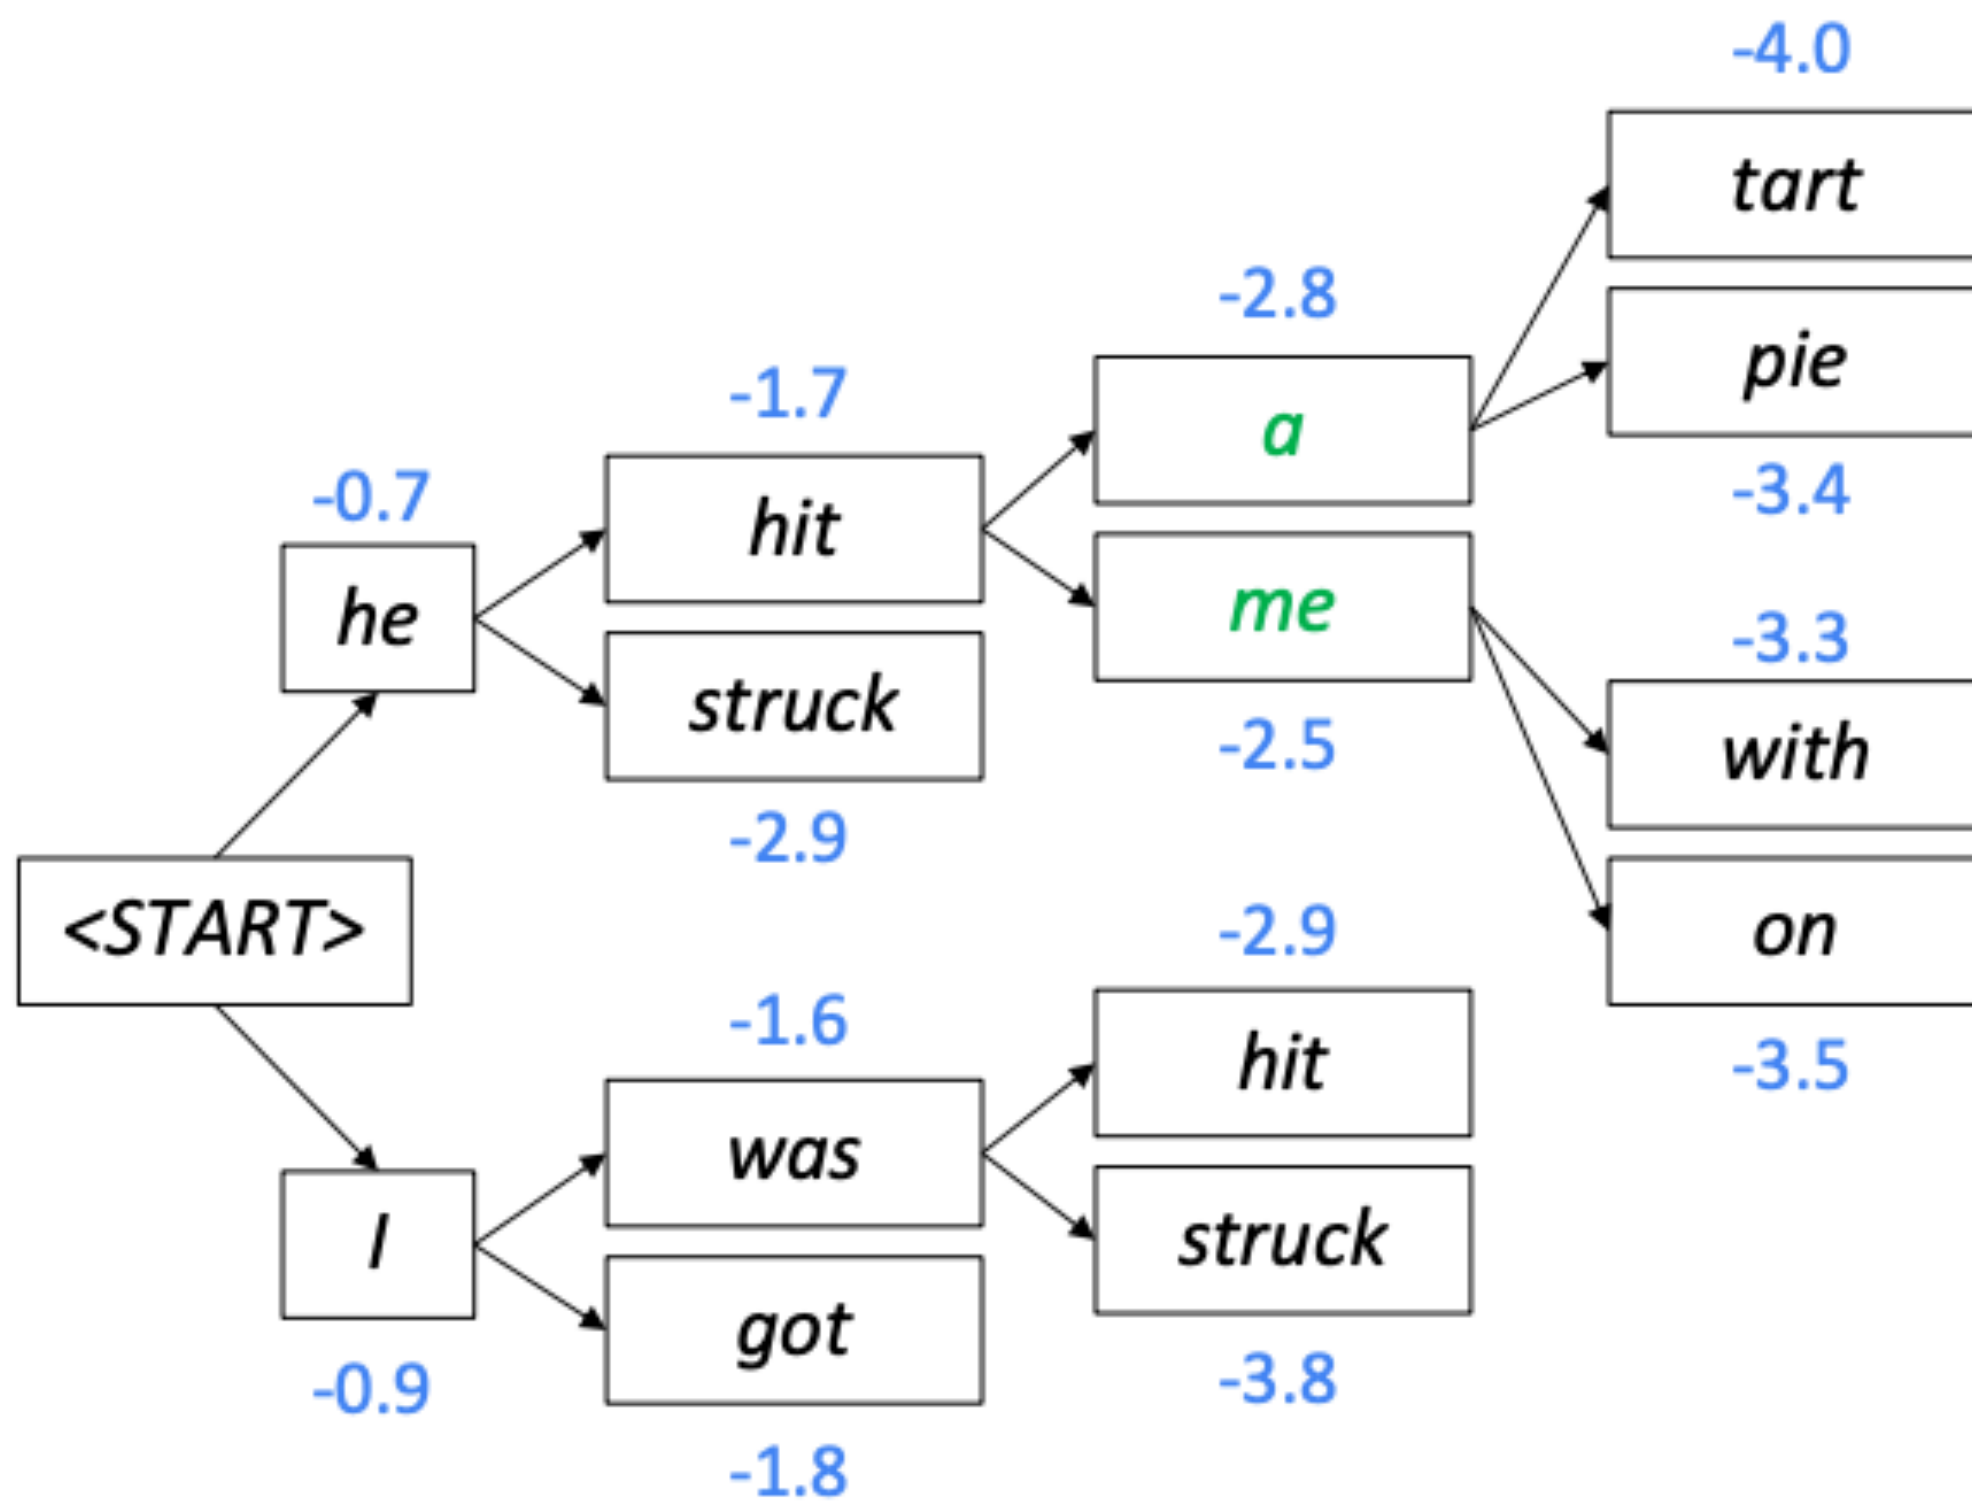 -4.0
tart
-2.8
pie
-1.7
a
-3.4
-0.7
hit
me
-3.3
he
struck
-2.5
with
-2.9
<START>
-2.9
on
-1.6
hit
-3.5
was
I
struck
got
-0.9
-3.8
-1.8